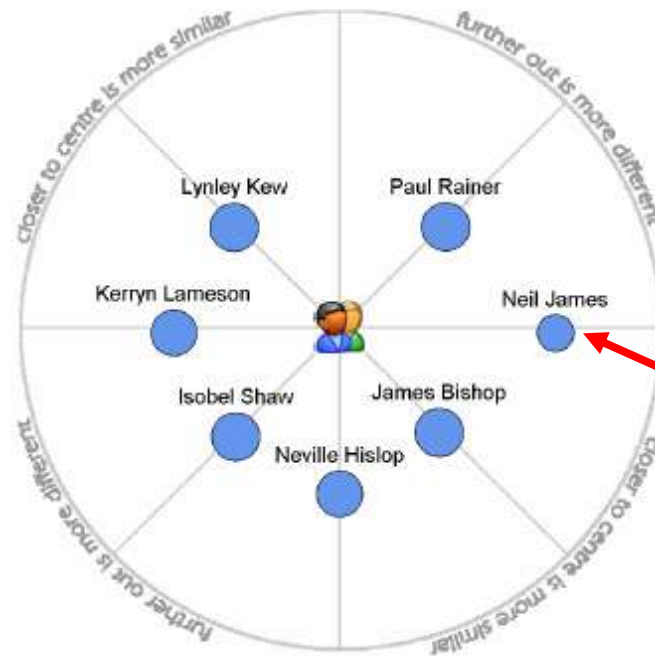 closer to centre is more similar
further out is more different
Lynley Kew
Paul Rainer
Kerryn Lameson
Neil James
Isobel Shaw
James Bishop
Neville Hislop
further out is more different
closer to centre is more similar